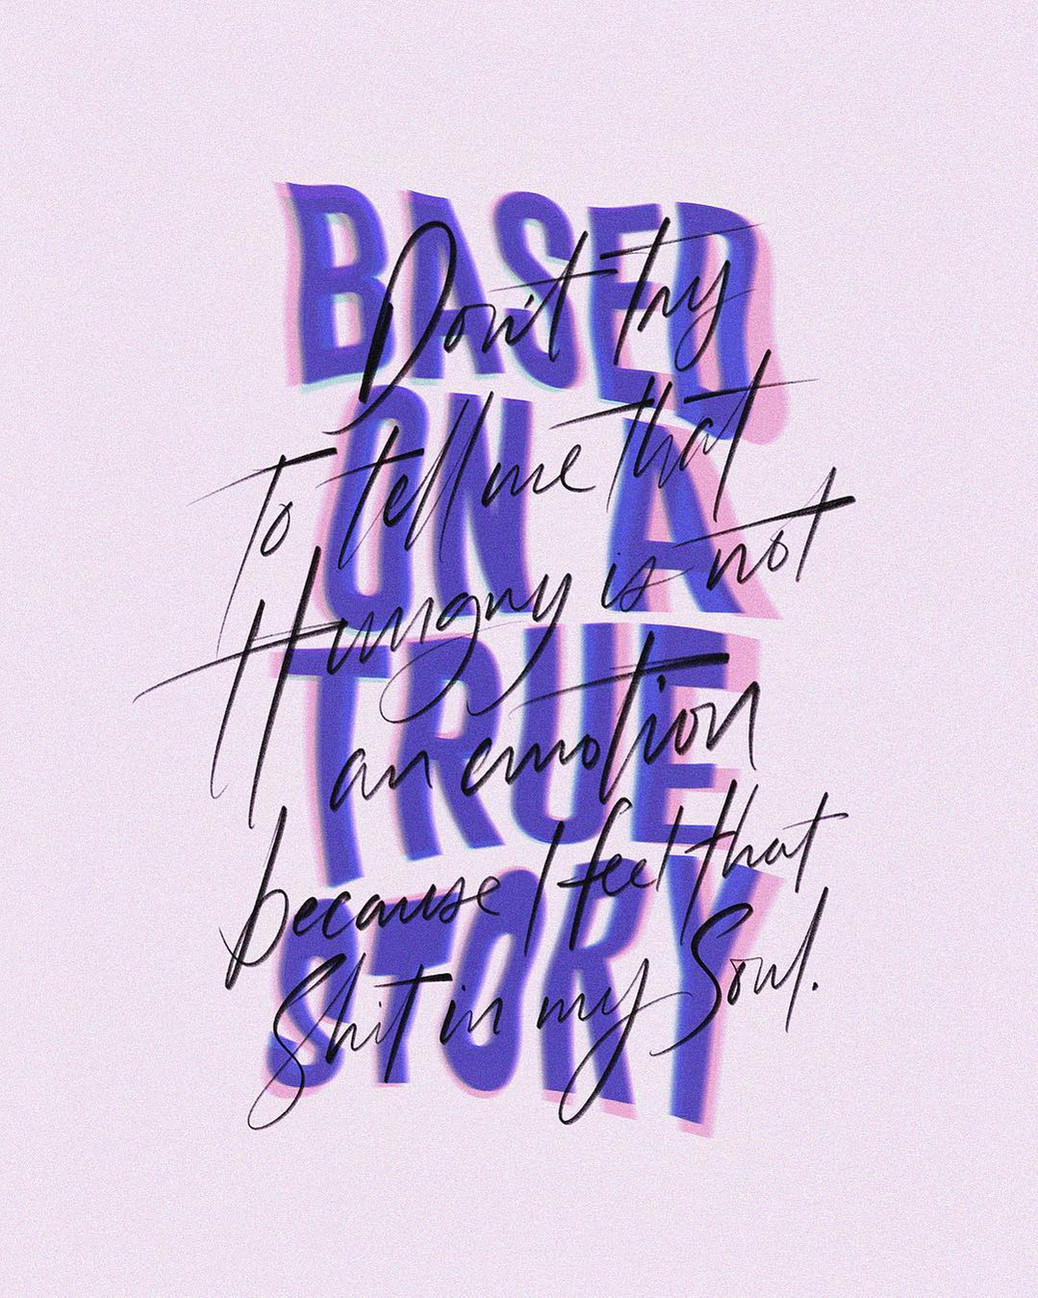 BASED
ON A
TRUE
STORY
Don't try
To tell me that
Hungry is not
an emotion
because I feel that
Shit in my Soul.